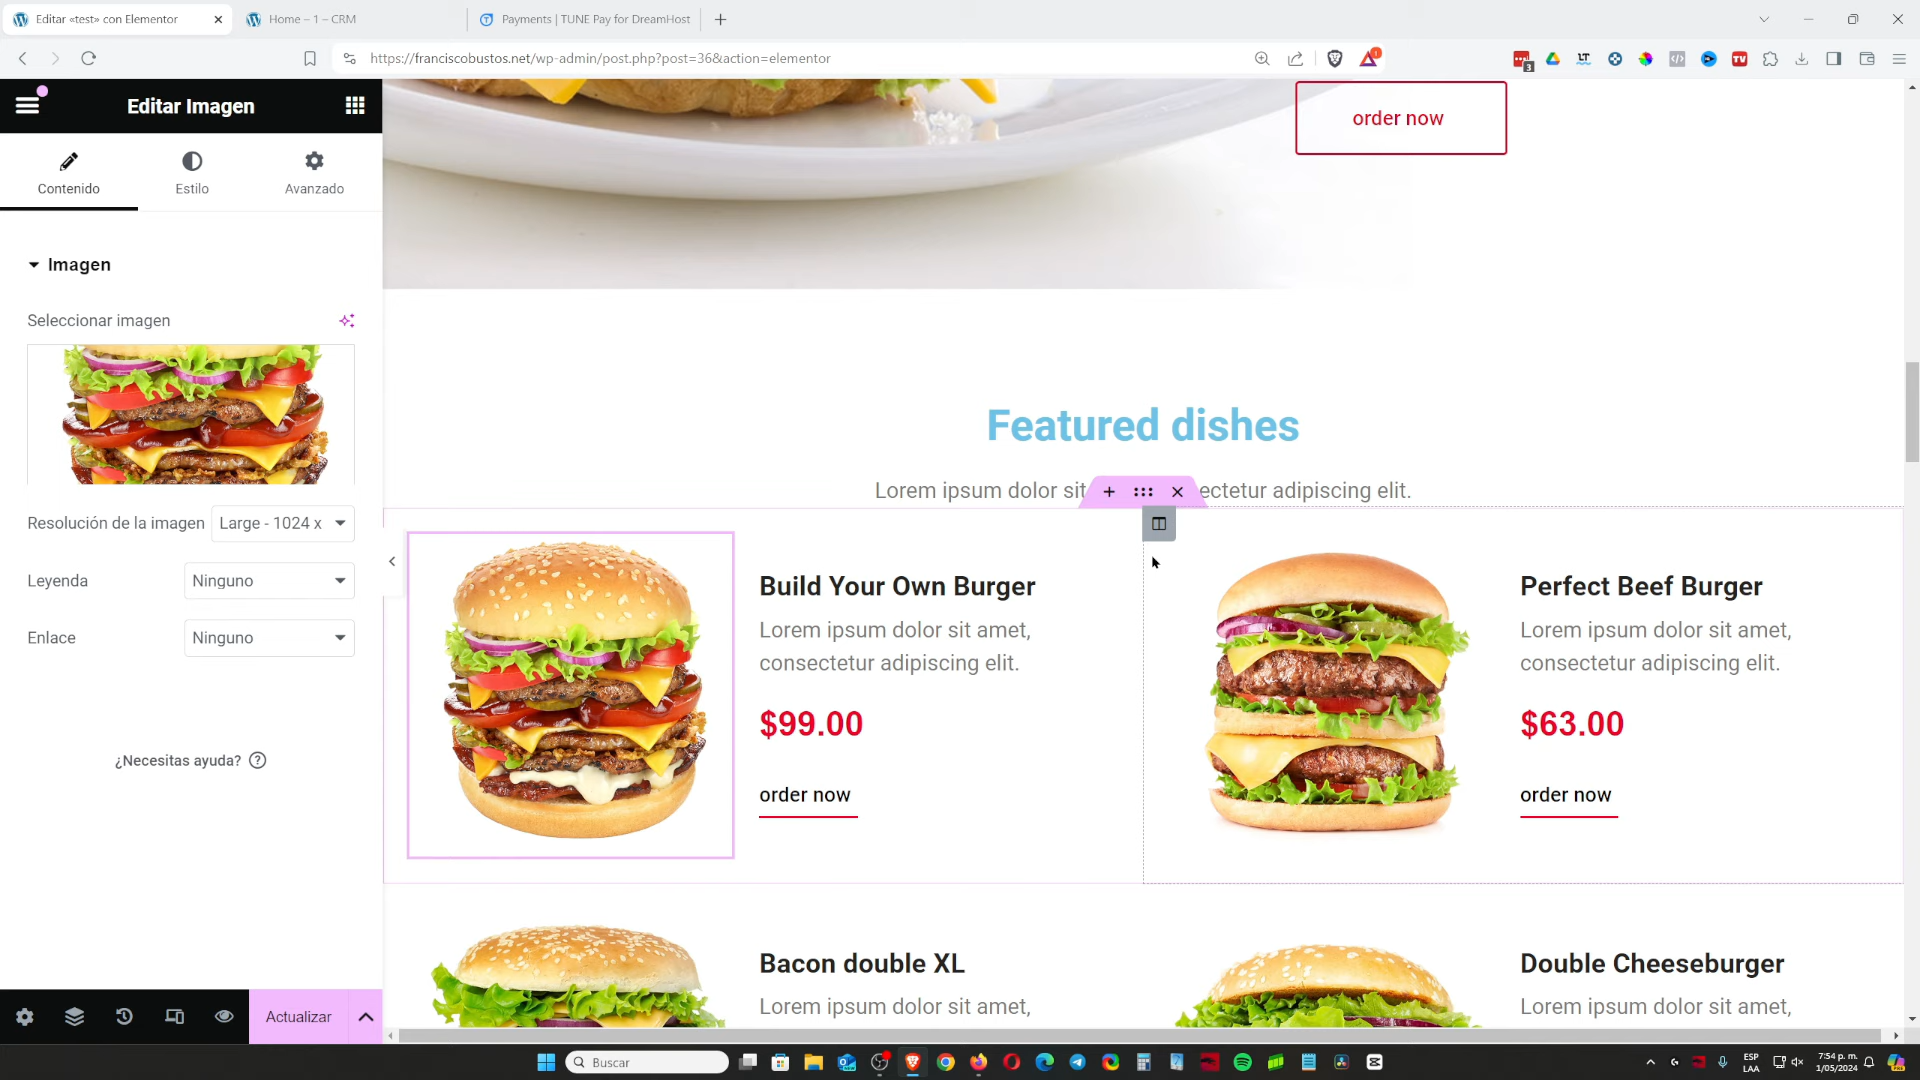 Editar «test» con Elementor
Home – 1 – CRM
Payments | TUNE Pay for DreamHost
https://franciscobustos.net/wp-admin/post.php?post=36&action=elementor
Editar Imagen
Contenido
Estilo
Avanzado
Imagen
Seleccionar imagen
Resolución de la imagen
Large - 1024 x
Leyenda
Ninguno
Enlace
Ninguno
¿Necesitas ayuda?
Actualizar
order now
Featured dishes
Lorem ipsum dolor sit
ectetur adipiscing elit.
Build Your Own Burger
Lorem ipsum dolor sit amet,
consectetur adipiscing elit.
$99.00
order now
Perfect Beef Burger
Lorem ipsum dolor sit amet,
consectetur adipiscing elit.
$63.00
order now
Bacon double XL
Lorem ipsum dolor sit amet,
Double Cheeseburger
Lorem ipsum dolor sit amet,
Buscar
ESP
LAA
7:54 p. m.
1/05/2024